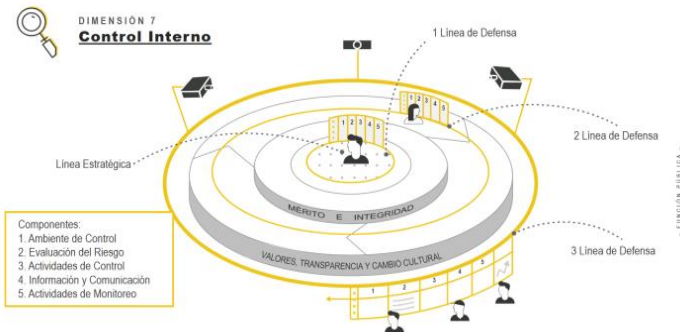 DIMENSIÓN 7
Control Interno
1 Línea de Defensa
1 2 3 4 5
1 2 3 4 5
2 Línea de Defensa
Línea Estratégica
MÉRITO E INTEGRIDAD
Componentes:
1. Ambiente de Control
2. Evaluación del Riesgo
3. Actividades de Control
4. Información y Comunicación
5. Actividades de Monitoreo
VALORES, TRANSPARENCIA Y CAMBIO CULTURAL
3 Línea de Defensa
1 2 3 4 5
- FUNCIÓN PÚBLICA -